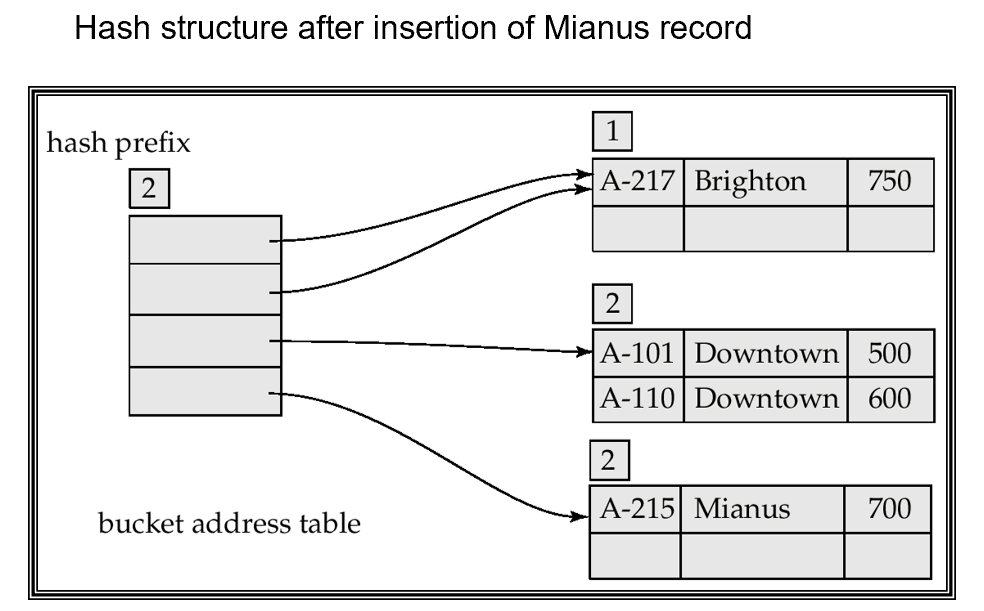 Hash structure after insertion of Mianus record
hash prefix
2
1
A-217 Brighton 750
2
A-101 Downtown 500
A-110 Downtown 600
2
A-215 Mianus 700
bucket address table